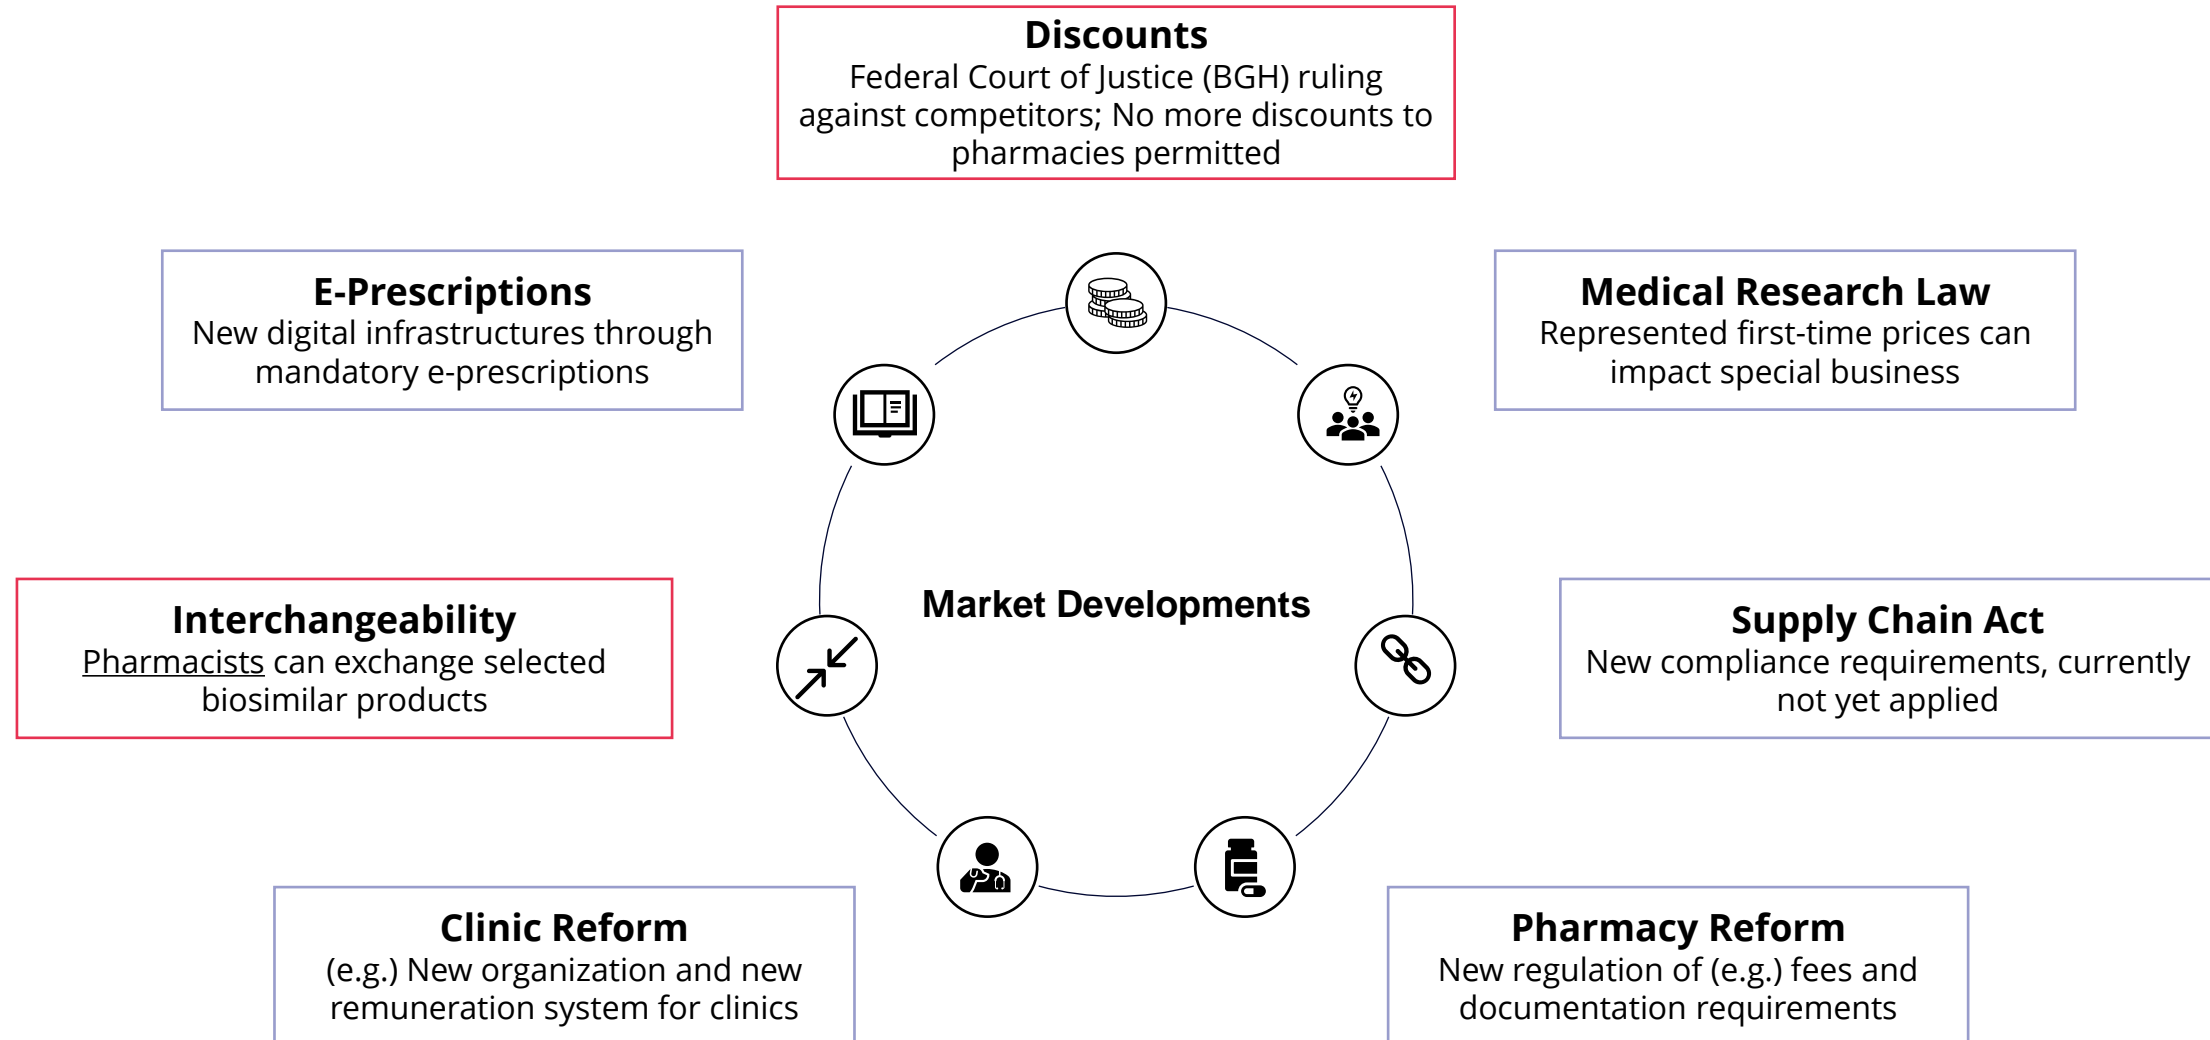 Discounts
Federal Court of Justice (BGH) ruling
against competitors; No more discounts to
pharmacies permitted
E-Prescriptions
New digital infrastructures through
mandatory e-prescriptions
Medical Research Law
Represented first-time prices can
impact special business
Market Developments
Interchangeability
Pharmacists can exchange selected
biosimilar products
Supply Chain Act
New compliance requirements, currently
not yet applied
Clinic Reform
(e.g.) New organization and new
remuneration system for clinics
Pharmacy Reform
New regulation of (e.g.) fees and
documentation requirements